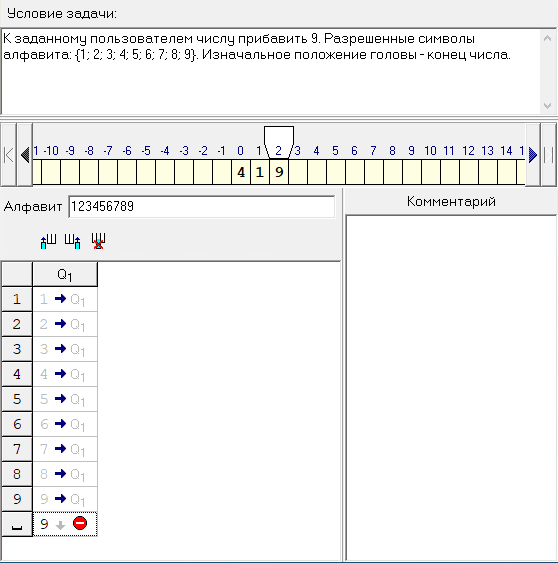 Условие задачи:
К заданному пользователем числу прибавить 9. Разрешенные символы
алфавита: {1; 2; 3; 4; 5; 6; 7; 8; 9}. Изначальное положение головы - конец числа.
1 -10 -9 -8 -7 -6 -5 -4 -3 -2 -1 0 1 2 3 4 5 6 7 8 9 10 11 12 13 14 1
4 1 9
Алфавит 123456789
Комментарий
Ш Ш Ш
Q1
1 1 → Q1
2 2 → Q1
3 3 → Q1
4 4 → Q1
5 5 → Q1
6 6 → Q1
7 7 → Q1
8 8 → Q1
9 9 → Q1
␣ 9 ↓